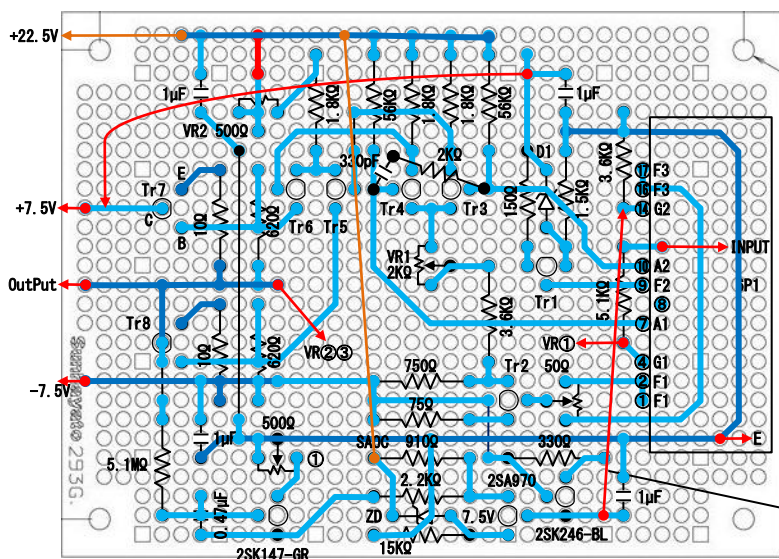 +22.5V
1μF
VR2
500Ω
1.8KΩ
56KΩ
1.8KΩ
1.8KΩ
56KΩ
1μF
330pF
2KΩ
D1
3.6KΩ
⑰ F3
⑯ F3
⑭ G2
E
Tr7
+7.5V
C
B
10Ω
620Ω
Tr6
Tr5
Tr4
Tr3
150Ω
1.5KΩ
INPUT
VR1
2KΩ
⑩ A2
⑨ F2
⑧
⑦ A1
OutPut
Tr1
5.1KΩ
SP1
3.6KΩ
Tr8
VR②③
VR①
④ G1
② F1
① F1
10Ω
620Ω
750Ω
Tr2
50Ω
-7.5V
75Ω
1μF
500Ω
①
910Ω
330Ω
E
5.1MΩ
2.2KΩ
2SA970
1μF
0.47uF
ZD
7.5V
2SK246-BL
2SK147-GR
15KΩ
Sunhayato 293G.